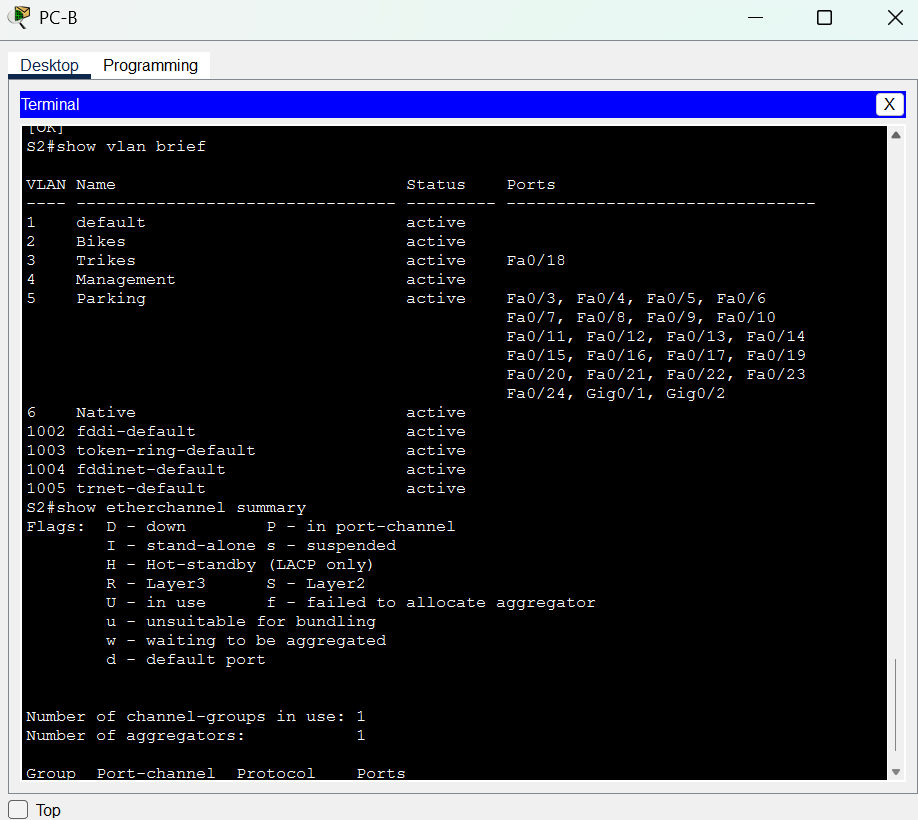 PC-B
Desktop Programming
Terminal X
[OK]
S2#show vlan brief
VLAN Name Status Ports
---- -------------------------------- --------- -------------------------------
1 default active
2 Bikes active
3 Trikes active Fa0/18
4 Management active
5 Parking active Fa0/3, Fa0/4, Fa0/5, Fa0/6
Fa0/7, Fa0/8, Fa0/9, Fa0/10
Fa0/11, Fa0/12, Fa0/13, Fa0/14
Fa0/15, Fa0/16, Fa0/17, Fa0/19
Fa0/20, Fa0/21, Fa0/22, Fa0/23
Fa0/24, Gig0/1, Gig0/2
6 Native active
1002 fddi-default active
1003 token-ring-default active
1004 fddinet-default active
1005 trnet-default active
S2#show etherchannel summary
Flags: D - down P - in port-channel
I - stand-alone s - suspended
H - Hot-standby (LACP only)
R - Layer3 S - Layer2
U - in use f - failed to allocate aggregator
u - unsuitable for bundling
w - waiting to be aggregated
d - default port
Number of channel-groups in use: 1
Number of aggregators: 1
Group Port-channel Protocol Ports
Top